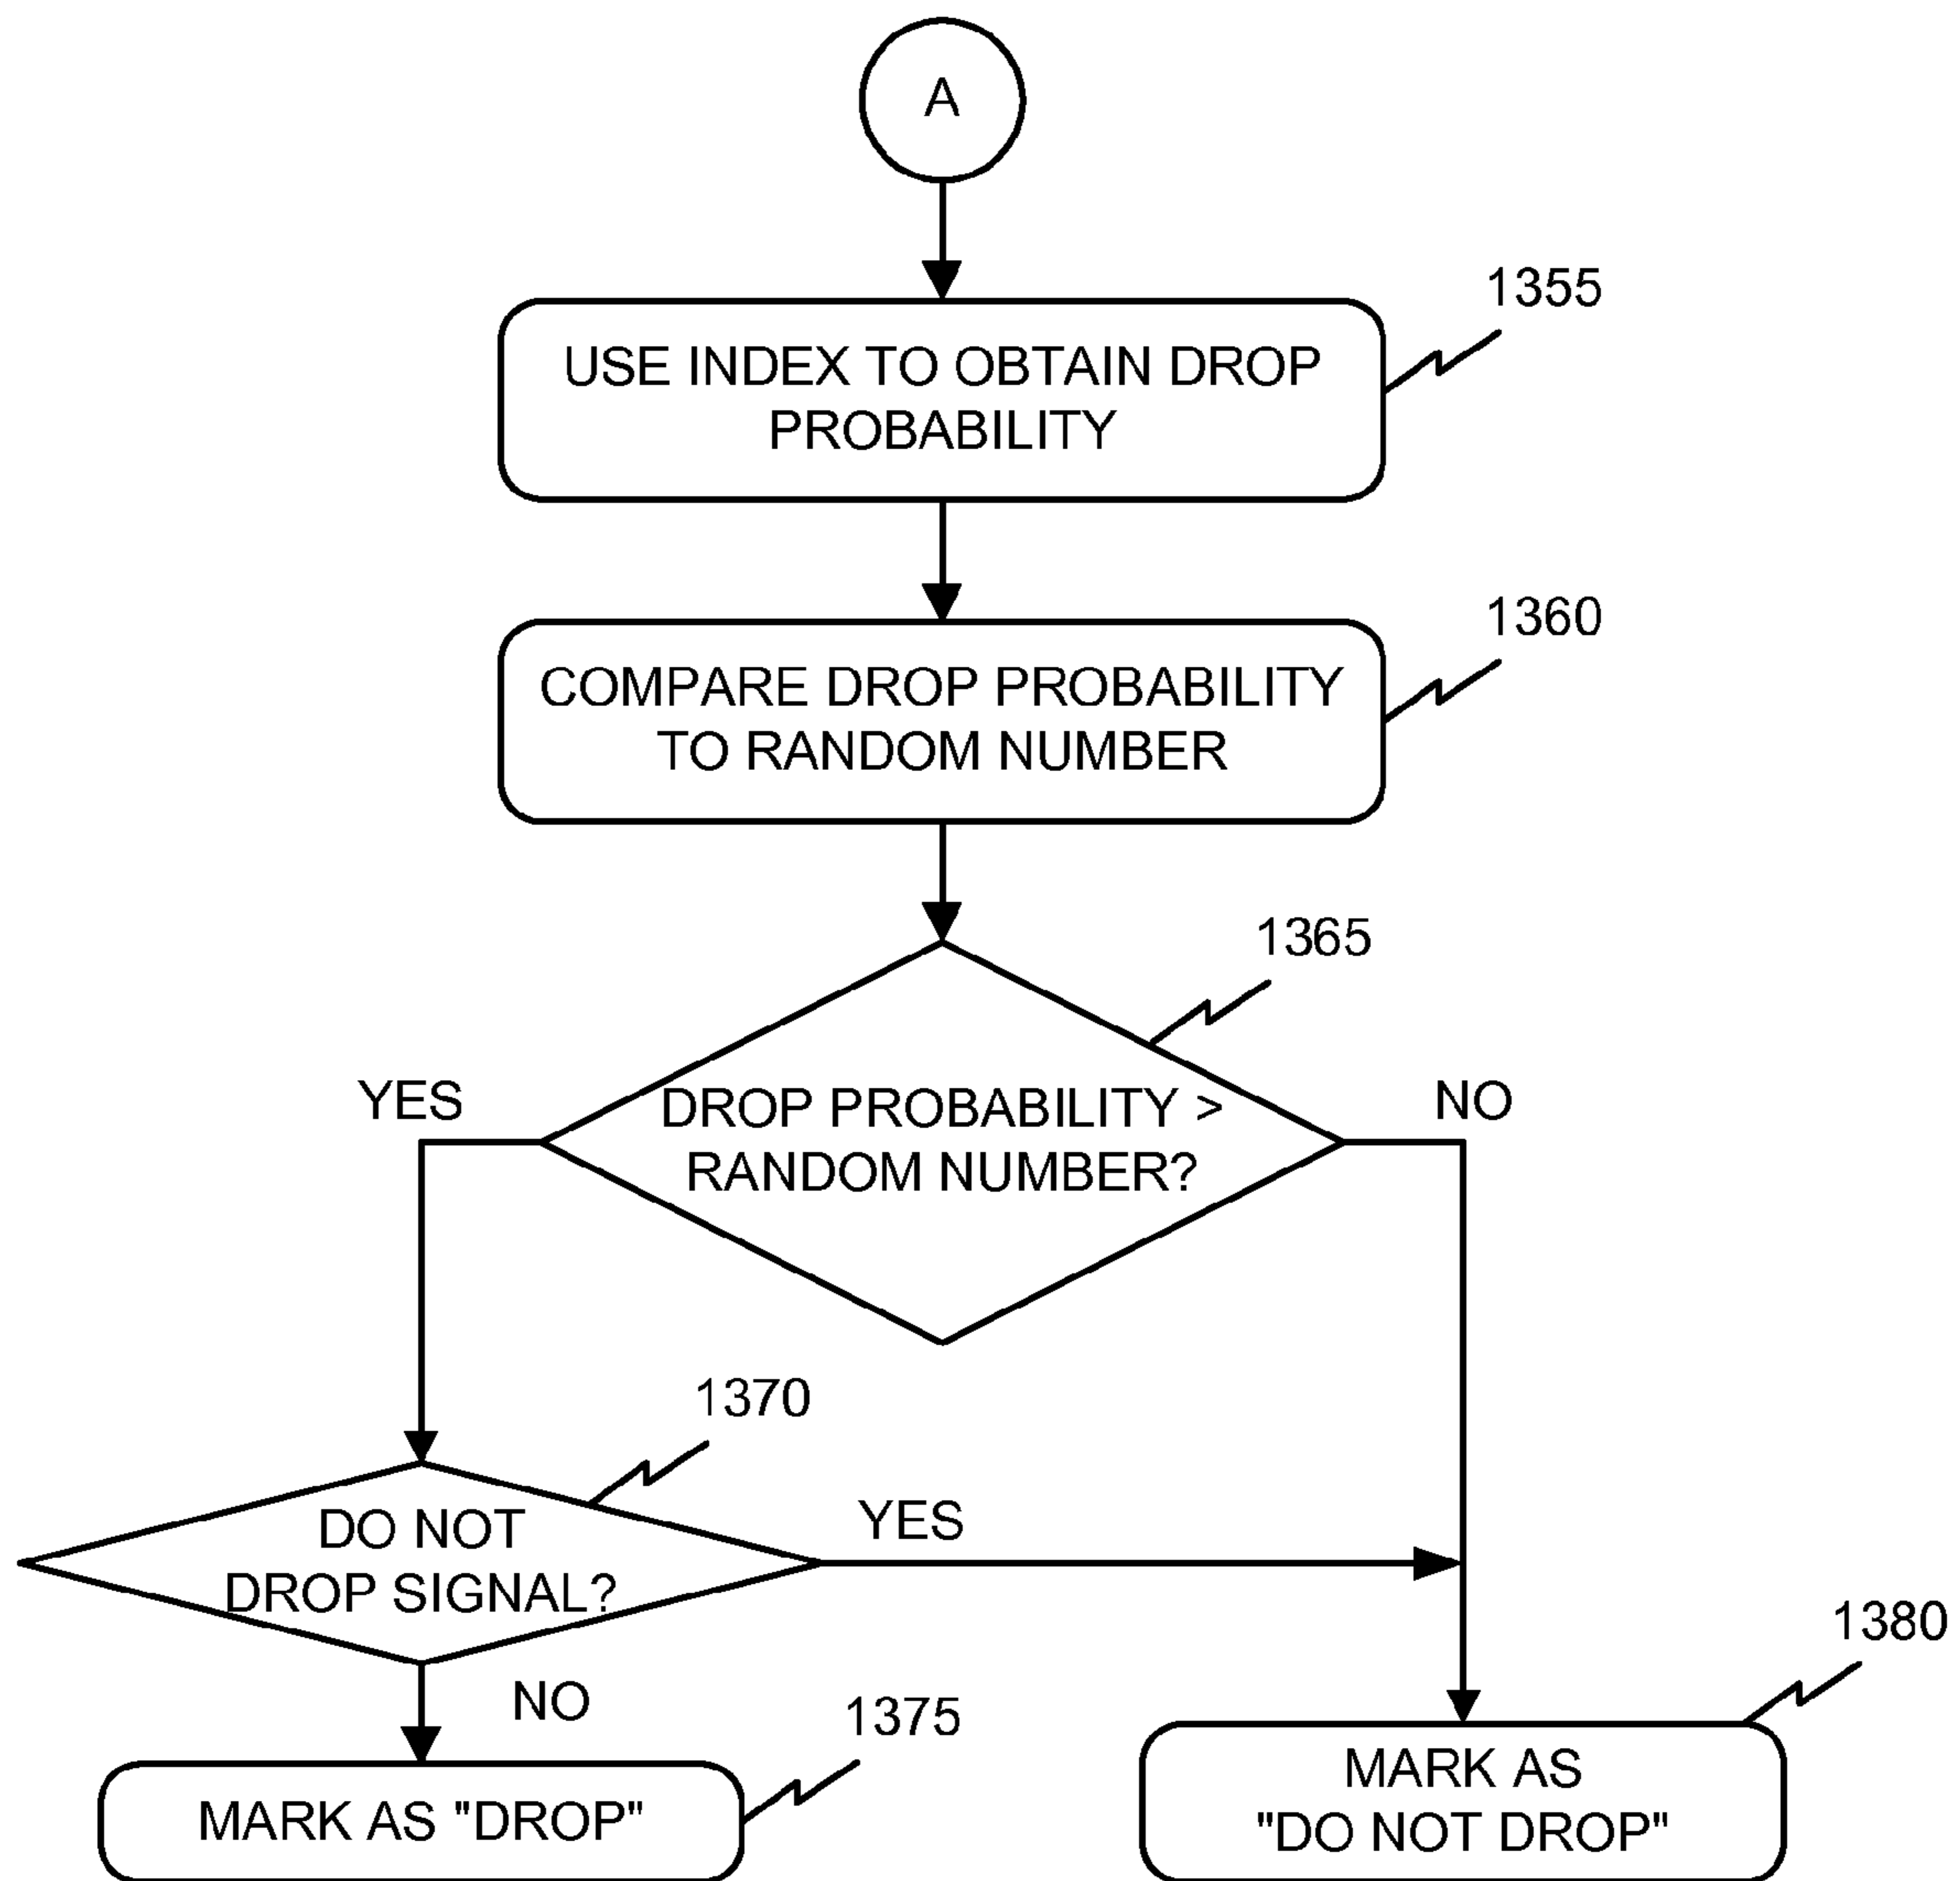 A
1355
USE INDEX TO OBTAIN DROP
PROBABILITY
1360
COMPARE DROP PROBABILITY
TO RANDOM NUMBER
1365
YES
DROP PROBABILITY >
RANDOM NUMBER?
NO
1370
DO NOT
DROP SIGNAL?
YES
1380
NO
1375
MARK AS "DROP"
MARK AS
"DO NOT DROP"